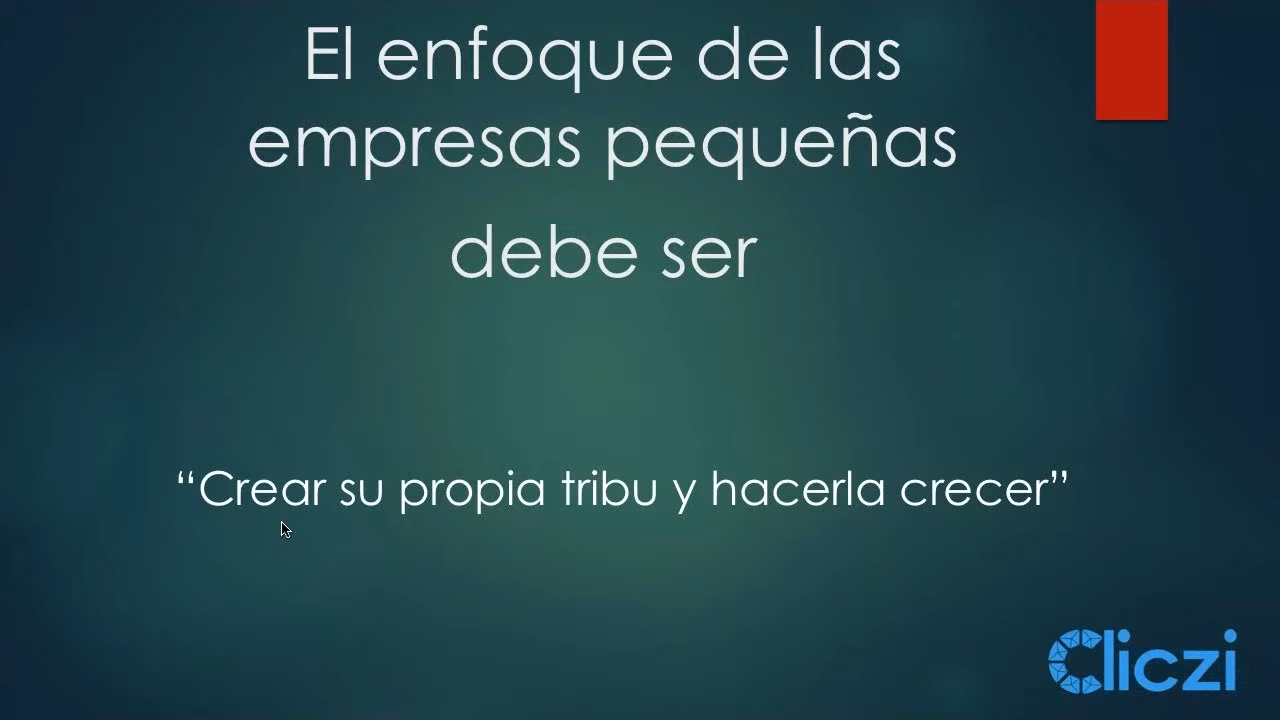 El enfoque de las
empresas pequeñas
debe ser
“Crear su propia tribu y hacerla crecer”
Cliczi